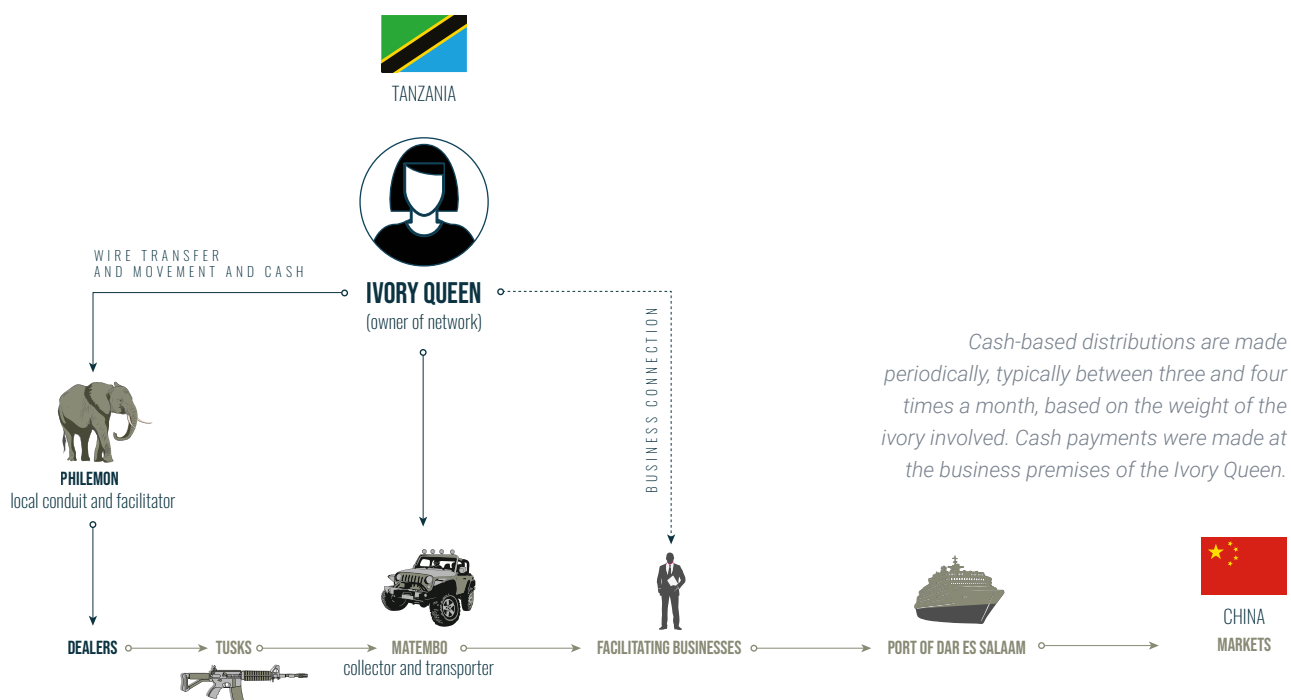 TANZANIA
WIRE TRANSFER
AND MOVEMENT AND CASH
IVORY QUEEN
(owner of network)
BUSINESS CONNECTION
Cash-based distributions are made
periodically, typically between three and four
times a month, based on the weight of the
ivory involved. Cash payments were made at
the business premises of the Ivory Queen.
PHILEMON
local conduit and facilitator
DEALERS
TUSKS
MATEMBO
collector and transporter
FACILITATING BUSINESSES
PORT OF DAR ES SALAAM
CHINA
MARKETS